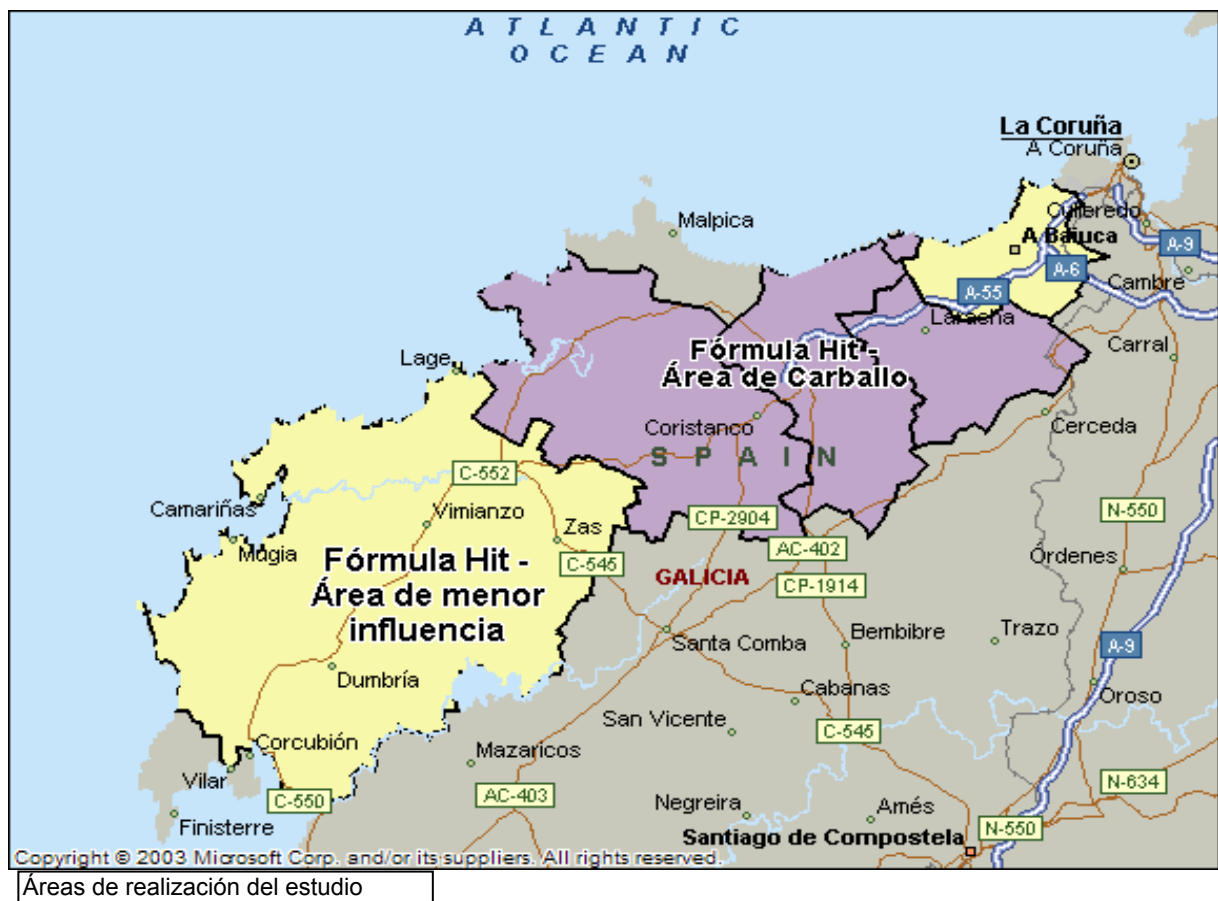 ATLANTIC
OCEAN
La Coruña
A Coruña
Culleredo
Malpica
A Baiuca
A-9
A-6
Cambre
A-55
Laracha
Fórmula Hit -
Área de Carballo
Carral
Lage
Coristanco
Cerceda
SPAIN
C-552
Camariñas
CP-2904
N-550
Vimianzo
Zas
Mugia
AC-402
Fórmula Hit -
Área de menor
influencia
C-545
GALICIA
CP-1914
Órdenes
Santa Comba
Bembibre
Trazo
A-9
Dumbría
Cabanas
Oroso
San Vicente
C-545
Corcubión
Mazaricos
Vilar
C-550
AC-403
N-634
Negreira
Amés
Finisterre
Santiago de Compostela
N-550
Copyright © 2003 Microsoft Corp. and/or its suppliers. All rights reserved.
Áreas de realización del estudio